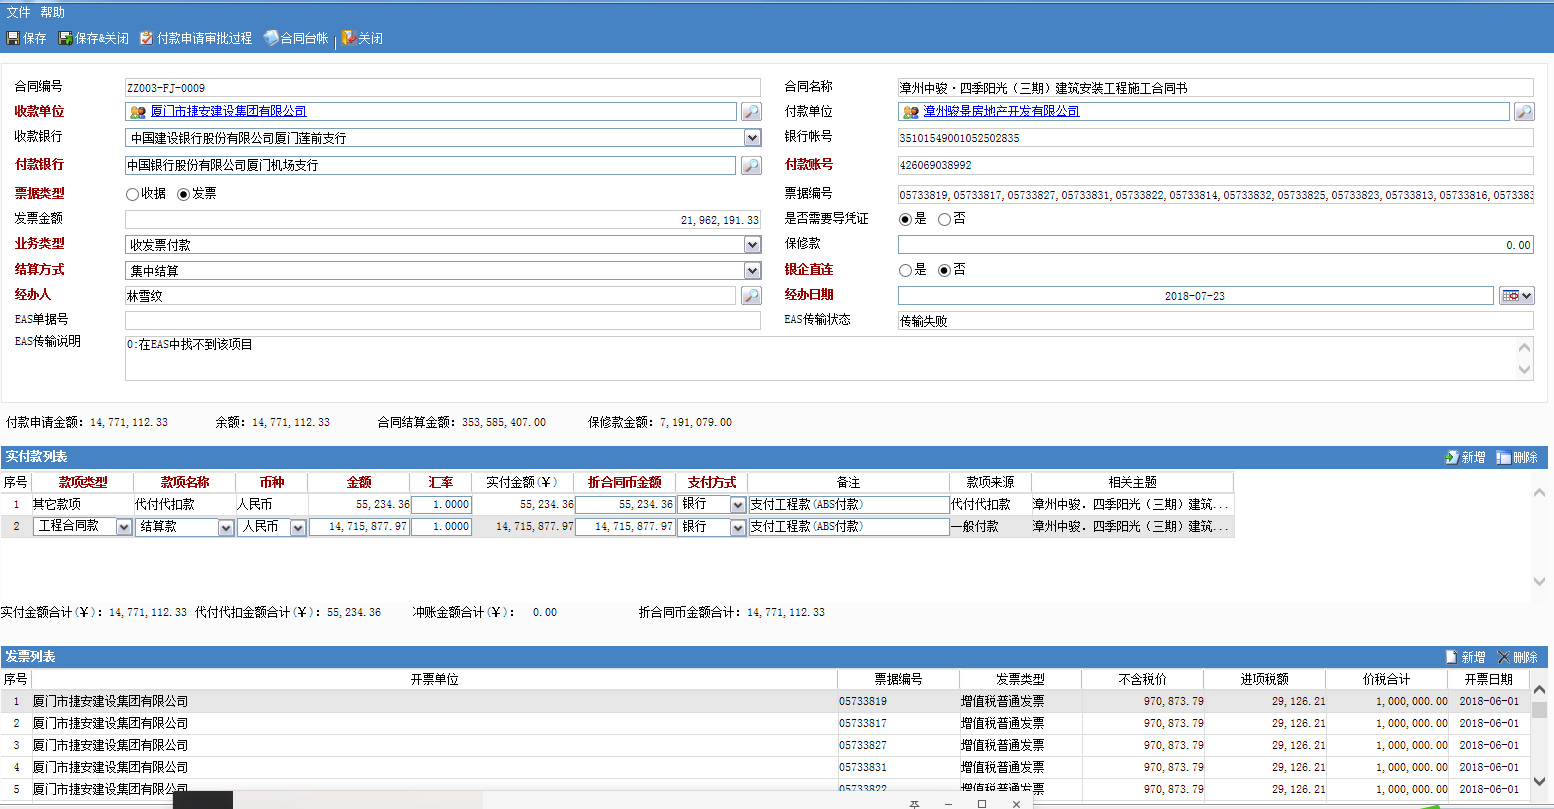 文件 帮助
保存 保存&关闭 付款申请审批过程 合同台帐 关闭
合同编号 ZZ003-FJ-0009 合同名称 漳州中骏·四季阳光（三期）建筑安装工程施工合同书
收款单位 厦门市捷安建设集团有限公司 付款单位 漳州骏景房地产开发有限公司
收款银行 中国建设银行股份有限公司厦门莲前支行 银行帐号 35101549001052502835
付款银行 中国银行股份有限公司厦门机场支行 付款账号 426069038992
票据类型 收据 发票 票据编号 05733819,05733817,05733827,05733831,05733822,05733814,05733832,05733825,05733823,05733813,05733816,0573383
发票金额 21,962,191.33 是否需要导凭证 是 否
业务类型 收发票付款 保修款 0.00
结算方式 集中结算 银企直连 是 否
经办人 林雪纹 经办日期 2018-07-23
EAS单据号 EAS传输状态 传输失败
EAS传输说明 0:在EAS中找不到该项目
付款申请金额: 14,771,112.33 余额: 14,771,112.33 合同结算金额: 353,585,407.00 保修款金额: 7,191,079.00
实付款列表 新增 删除
序号 款项类型 款项名称 币种 金额 汇率 实付金额(￥) 折合同币金额 支付方式 备注 款项来源 相关主题
1 其它款项 代付代扣款 人民币 55,234.36 1.0000 55,234.36 55,234.36 银行 支付工程款(ABS付款) 代付代扣款 漳州中骏．四季阳光（三期）建筑...
2 工程合同款 结算款 人民币 14,715,877.97 1.0000 14,715,877.97 14,715,877.97 银行 支付工程款(ABS付款) 一般付款 漳州中骏．四季阳光（三期）建筑...
实付金额合计(￥): 14,771,112.33 代付代扣金额合计(￥): 55,234.36 冲账金额合计(￥): 0.00 折合同币金额合计: 14,771,112.33
发票列表 新增 删除
序号 开票单位 票据编号 发票类型 不含税价 进项税额 价税合计 开票日期
1 厦门市捷安建设集团有限公司 05733819 增值税普通发票 970,873.79 29,126.21 1,000,000.00 2018-06-01
2 厦门市捷安建设集团有限公司 05733817 增值税普通发票 970,873.79 29,126.21 1,000,000.00 2018-06-01
3 厦门市捷安建设集团有限公司 05733827 增值税普通发票 970,873.79 29,126.21 1,000,000.00 2018-06-01
4 厦门市捷安建设集团有限公司 05733831 增值税普通发票 970,873.79 29,126.21 1,000,000.00 2018-06-01
5 厦门市捷安建设集团有限公司 05733822 增值税普通发票 970,873.79 29,126.21 1,000,000.00 2018-06-01